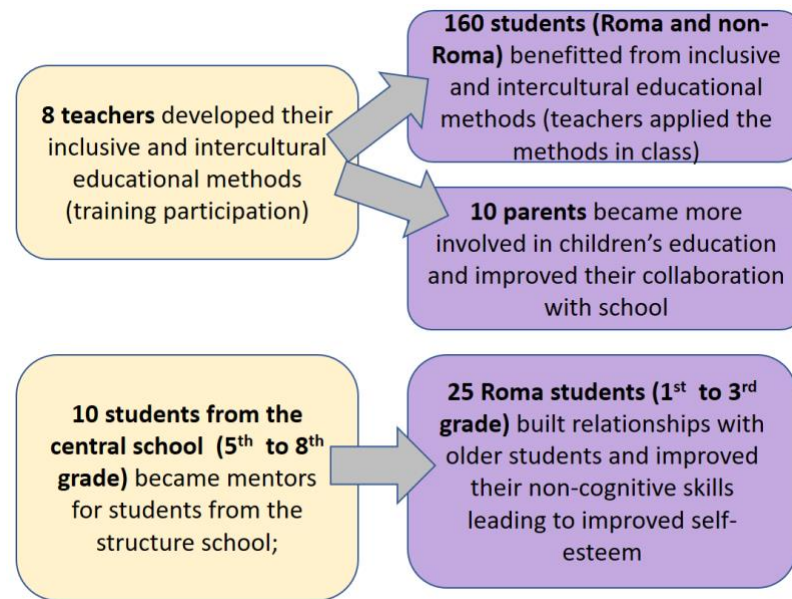 8 teachers developed their
inclusive and intercultural
educational methods
(training participation)
160 students (Roma and non-
Roma) benefitted from inclusive
and intercultural educational
methods (teachers applied the
methods in class)
10 parents became more
involved in children’s education
and improved their collaboration
with school
10 students from the
central school (5th to 8th
grade) became mentors
for students from the
structure school;
25 Roma students (1st to 3rd
grade) built relationships with
older students and improved
their non-cognitive skills
leading to improved self-
esteem